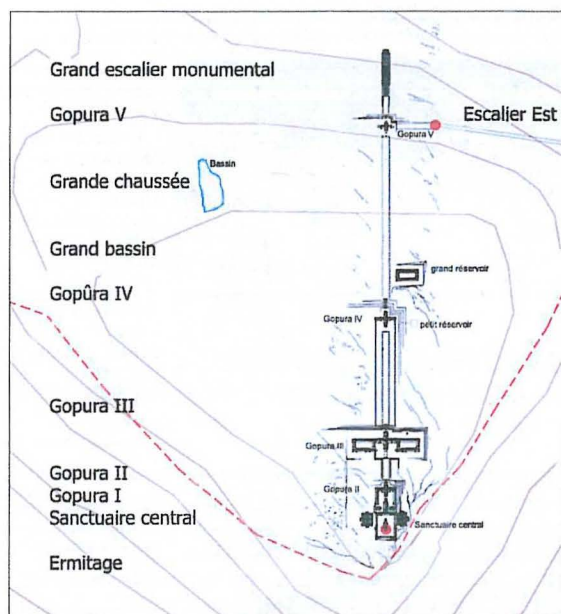 Grand escalier monumental
Gopura V
Escalier Est
Gopura V
Bassin
Grande chaussée
Grand bassin
grand réservoir
Gopûra IV
Gopura IV
petit réservoir
Gopura III
Gopura III
Gopura II
Gopura II
Gopura I
Sanctuaire central
Sanctuaire central
Ermitage